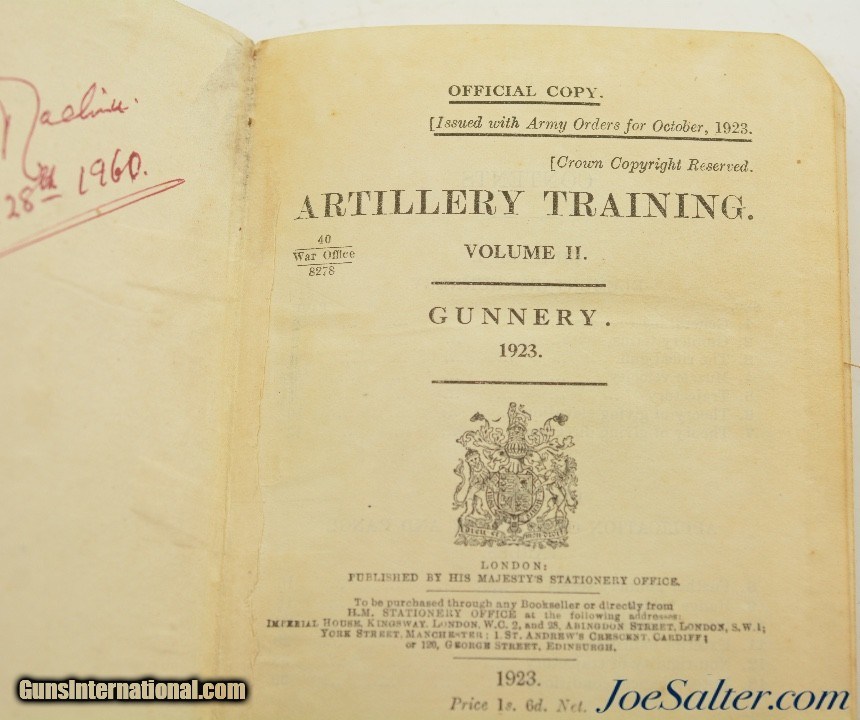 28th 1960.
OFFICIAL COPY.
[Issued with Army Orders for October, 1923.
[Crown Copyright Reserved.
ARTILLERY TRAINING.
40
War Office
8278
VOLUME II.
GUNNERY.
1923.
LONDON:
PUBLISHED BY HIS MAJESTY'S STATIONERY OFFICE.
To be purchased through any Bookseller or directly from
H.M. STATIONERY OFFICE at the following addresses:
IMPERIAL HOUSE, KINGSWAY, LONDON, W.C. 2, and 28, ABINGDON STREET, LONDON, S.W.1;
YORK STREET, MANCHESTER; 1, ST. ANDREW'S CRESCENT, CARDIFF;
or 120, GEORGE STREET, EDINBURGH.
1923.
Price 1s. 6d. Net.
GunsInternational.com
JoeSalter.com